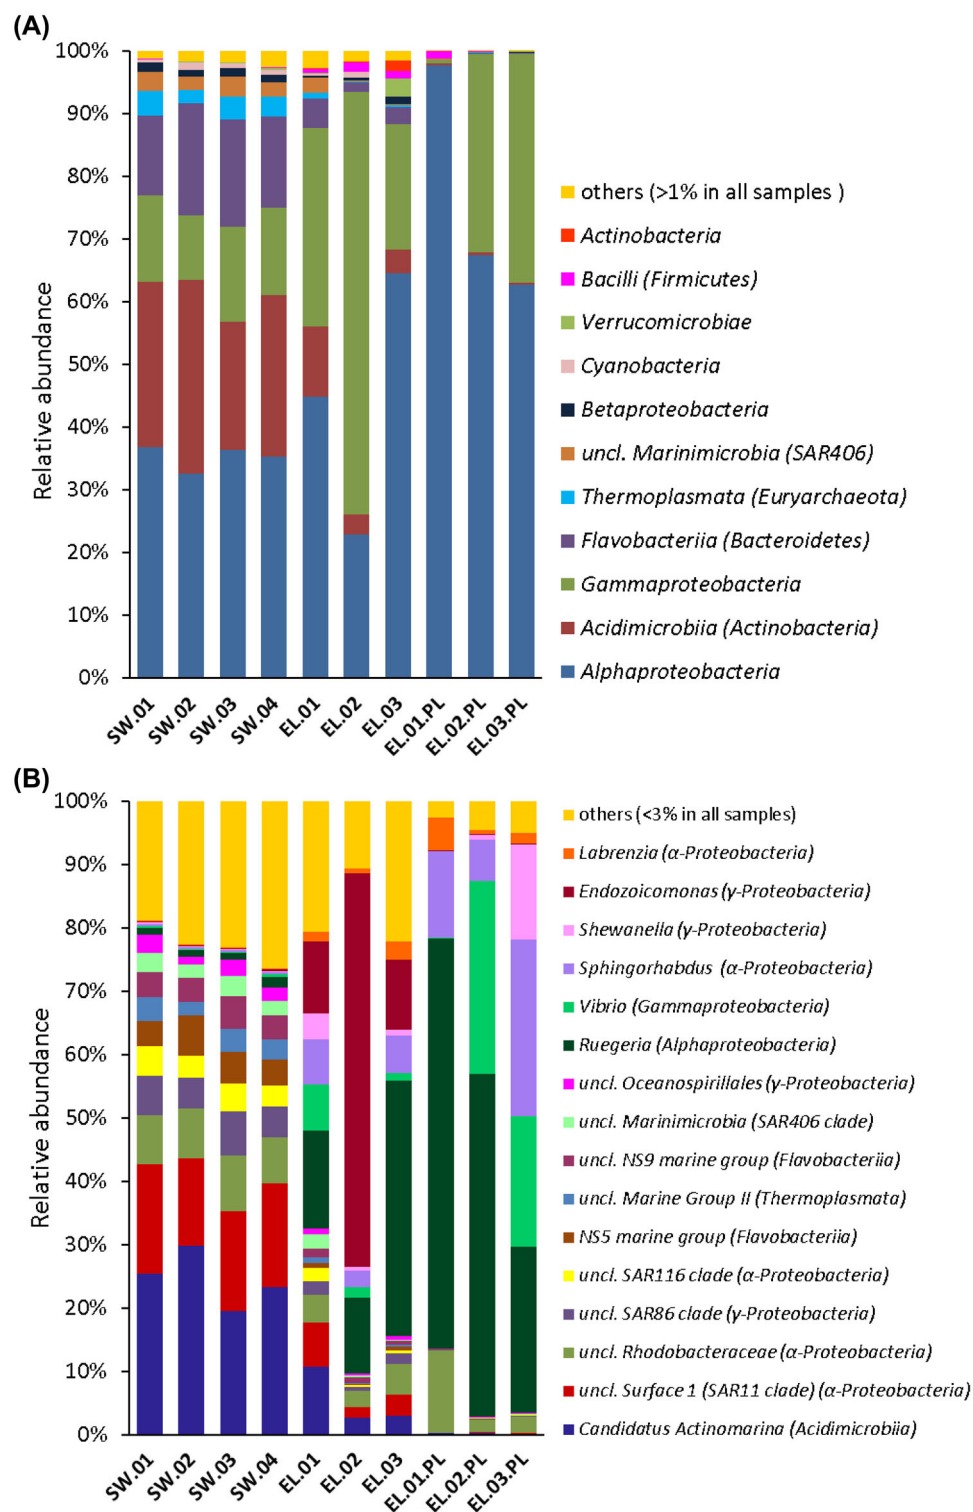 (A)
100%
90%
80%
70%
60%
50%
40%
30%
20%
10%
0%
Relative abundance
SW.01
SW.02
SW.03
SW.04
EL.01
EL.02
EL.03
EL.01.PL
EL.02.PL
EL.03.PL
others (>1% in all samples )
Actinobacteria
Bacilli (Firmicutes)
Verrucomicrobiae
Cyanobacteria
Betaproteobacteria
uncl. Marinimicrobia (SAR406)
Thermoplasmata (Euryarchaeota)
Flavobacteriia (Bacteroidetes)
Gammaproteobacteria
Acidimicrobiia (Actinobacteria)
Alphaproteobacteria
(B)
100%
90%
80%
70%
60%
50%
40%
30%
20%
10%
0%
Relative abundance
SW.01
SW.02
SW.03
SW.04
EL.01
EL.02
EL.03
EL.01.PL
EL.02.PL
EL.03.PL
others (<3% in all samples)
Labrenzia (α-Proteobacteria)
Endozoicomonas (γ-Proteobacteria)
Shewanella (γ-Proteobacteria)
Sphingorhabdus (α-Proteobacteria)
Vibrio (Gammaproteobacteria)
Ruegeria (Alphaproteobacteria)
uncl. Oceanospirillales (γ-Proteobacteria)
uncl. Marinimicrobia (SAR406 clade)
uncl. NS9 marine group (Flavobacteriia)
uncl. Marine Group II (Thermoplasmata)
NS5 marine group (Flavobacteriia)
uncl. SAR116 clade (α-Proteobacteria)
uncl. SAR86 clade (γ-Proteobacteria)
uncl. Rhodobacteraceae (α-Proteobacteria)
uncl. Surface 1 (SAR11 clade) (α-Proteobacteria)
Candidatus Actinomarina (Acidimicrobiia)